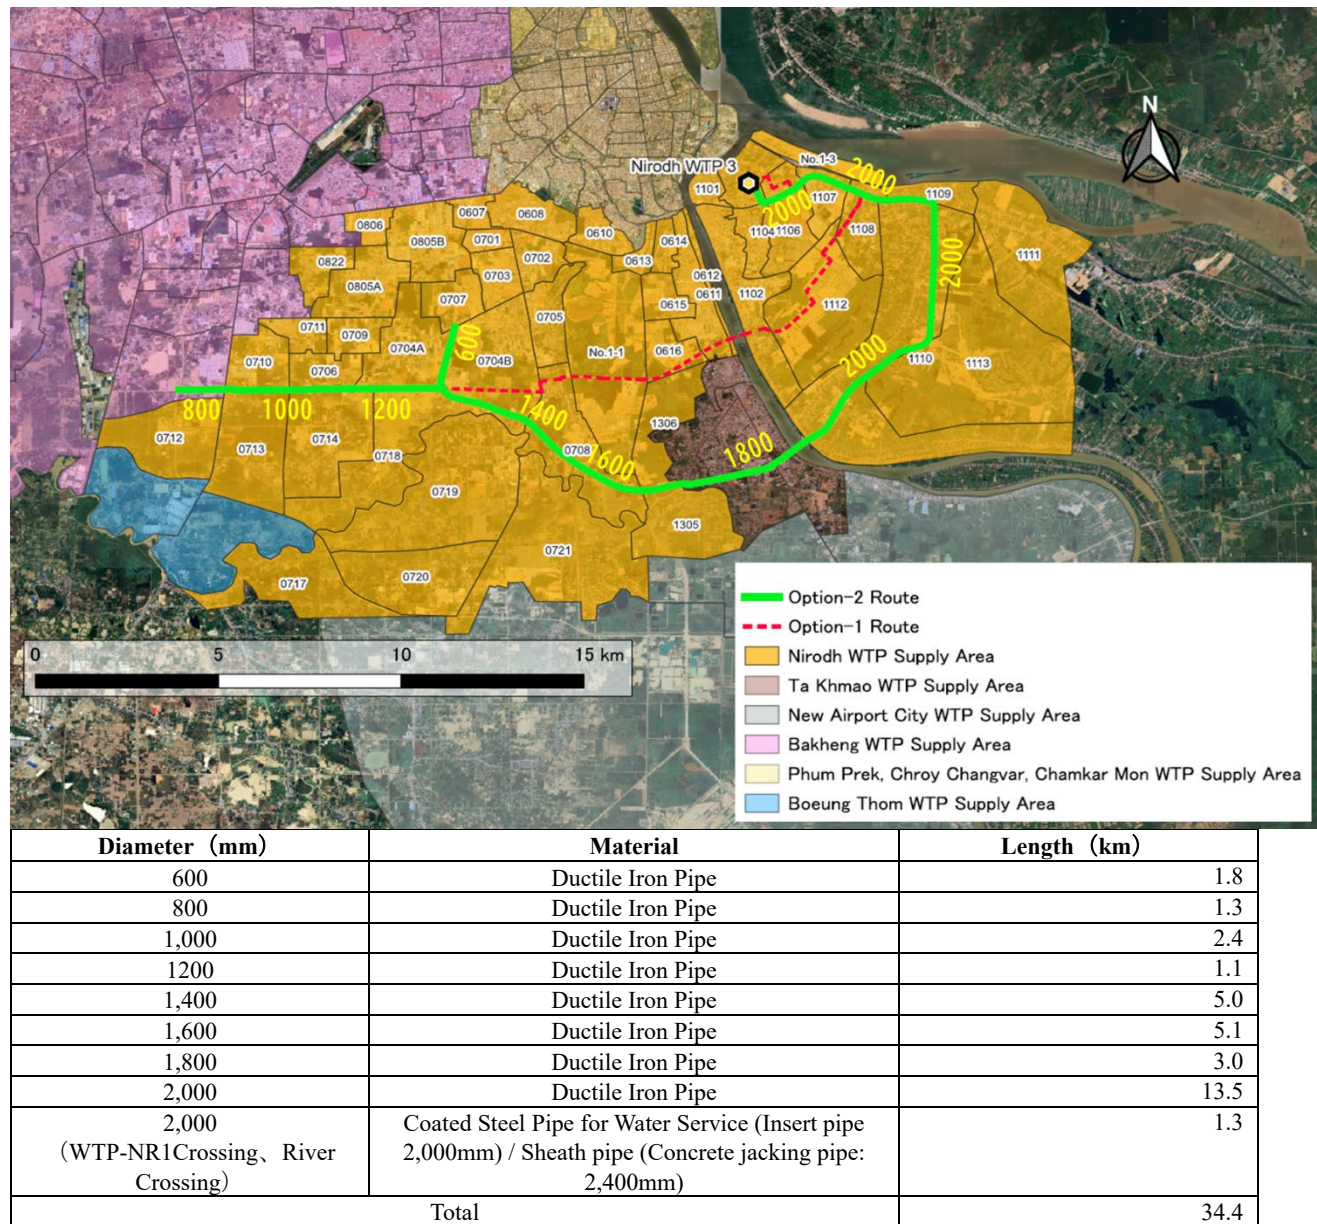 N
Nirodh WTP 3
No.1-3
2000
1101
1107
1109
2000
1104
1106
1108
0607
0608
0806
0805B
0701
0610
0614
2000
1111
0702
0613
0822
0703
0612
0805A
0611
1102
0707
0615
1112
0705
0711
0709
600
0704A
0704B
No.1-1
0616
2000
1110
1113
0710
0706
800
1000
1200
1400
0712
0713
0714
0718
0708
1600
1306
1800
0719
1305
0721
0717
0720
0
5
10
15 km
Option-2 Route
Option-1 Route
Nirodh WTP Supply Area
Ta Khmao WTP Supply Area
New Airport City WTP Supply Area
Bakheng WTP Supply Area
Phum Prek, Chroy Changvar, Chamkar Mon WTP Supply Area
Boeung Thom WTP Supply Area
Diameter（mm） Material Length（km）
600 Ductile Iron Pipe 1.8
800 Ductile Iron Pipe 1.3
1,000 Ductile Iron Pipe 2.4
1200 Ductile Iron Pipe 1.1
1,400 Ductile Iron Pipe 5.0
1,600 Ductile Iron Pipe 5.1
1,800 Ductile Iron Pipe 3.0
2,000 Ductile Iron Pipe 13.5
2,000
（WTP-NR1Crossing、River
Crossing）
Coated Steel Pipe for Water Service (Insert pipe
2,000mm) / Sheath pipe (Concrete jacking pipe:
2,400mm)
1.3
Total 34.4